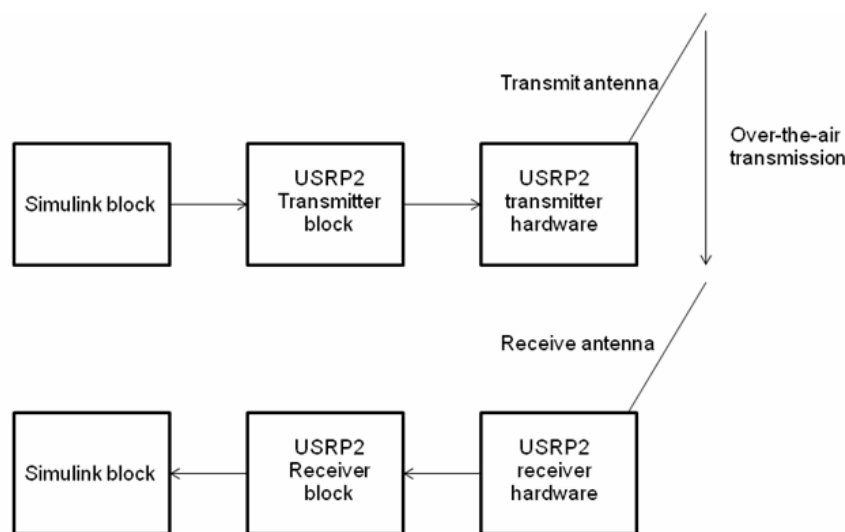 Transmit antenna
Over-the-air
transmission
Simulink block
USRP2
Transmitter
block
USRP2
transmitter
hardware
Receive antenna
Simulink block
USRP2
Receiver
block
USRP2
receiver
hardware